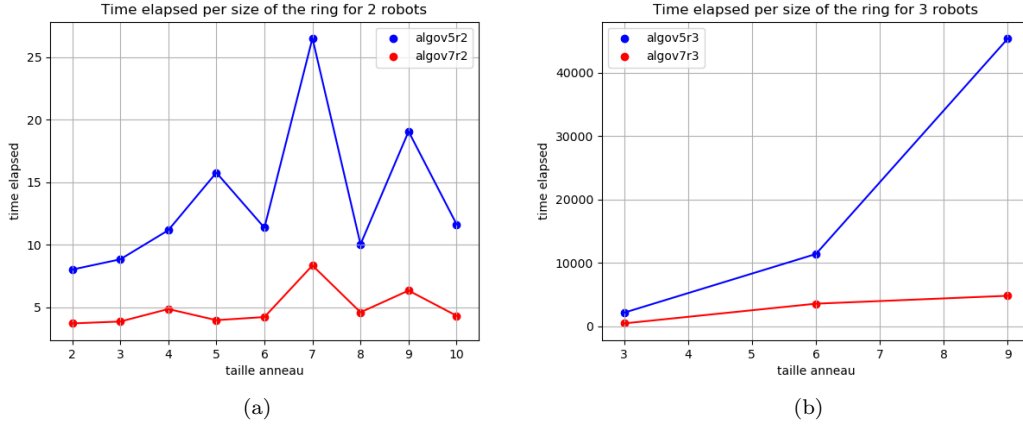 Time elapsed per size of the ring for 2 robots
algov5r2
algov7r2
25
20
15
10
5
time elapsed
2 3 4 5 6 7 8 9 10
taille anneau
(a)
Time elapsed per size of the ring for 3 robots
algov5r3
algov7r3
40000
30000
20000
10000
0
time elapsed
3 4 5 6 7 8 9
taille anneau
(b)